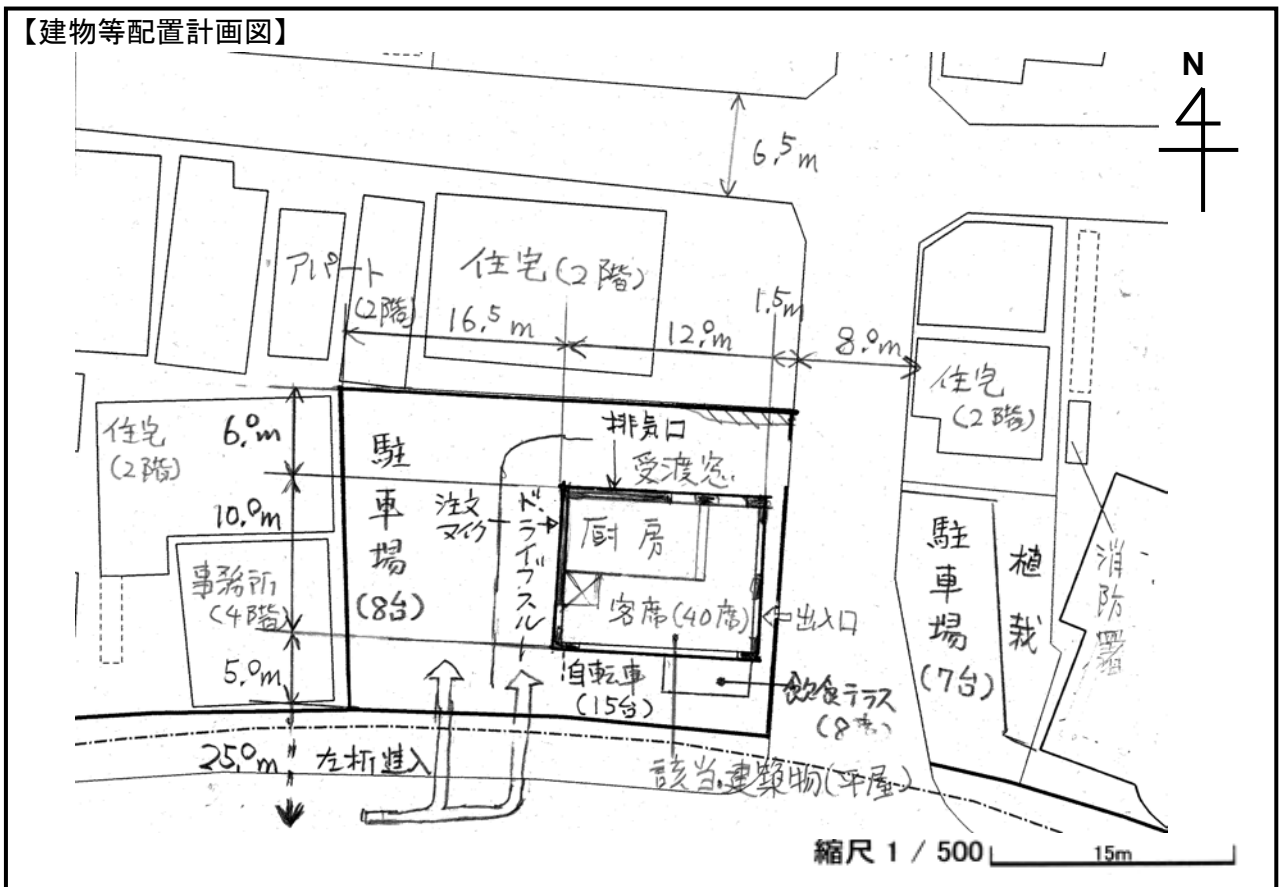 【建物等配置計画図】
N
6.5m
アパート
(2階)
住宅(2階)
16.5m
12.0m
1.5m
8.0m
住宅
(2階)
住宅
(2階)
6.0m
10.0m
5.0m
25.0m
事務所
(4階)
駐車場
(8台)
注文
マイク
ドライブスルー
排気口
受渡窓
厨房
客席(40席)
出入口
自転車
(15台)
飲食テラス
(8席)
該当建築物(平屋)
左折進入
駐車場
(7台)
植栽
消防署
縮尺 1 / 500
15m